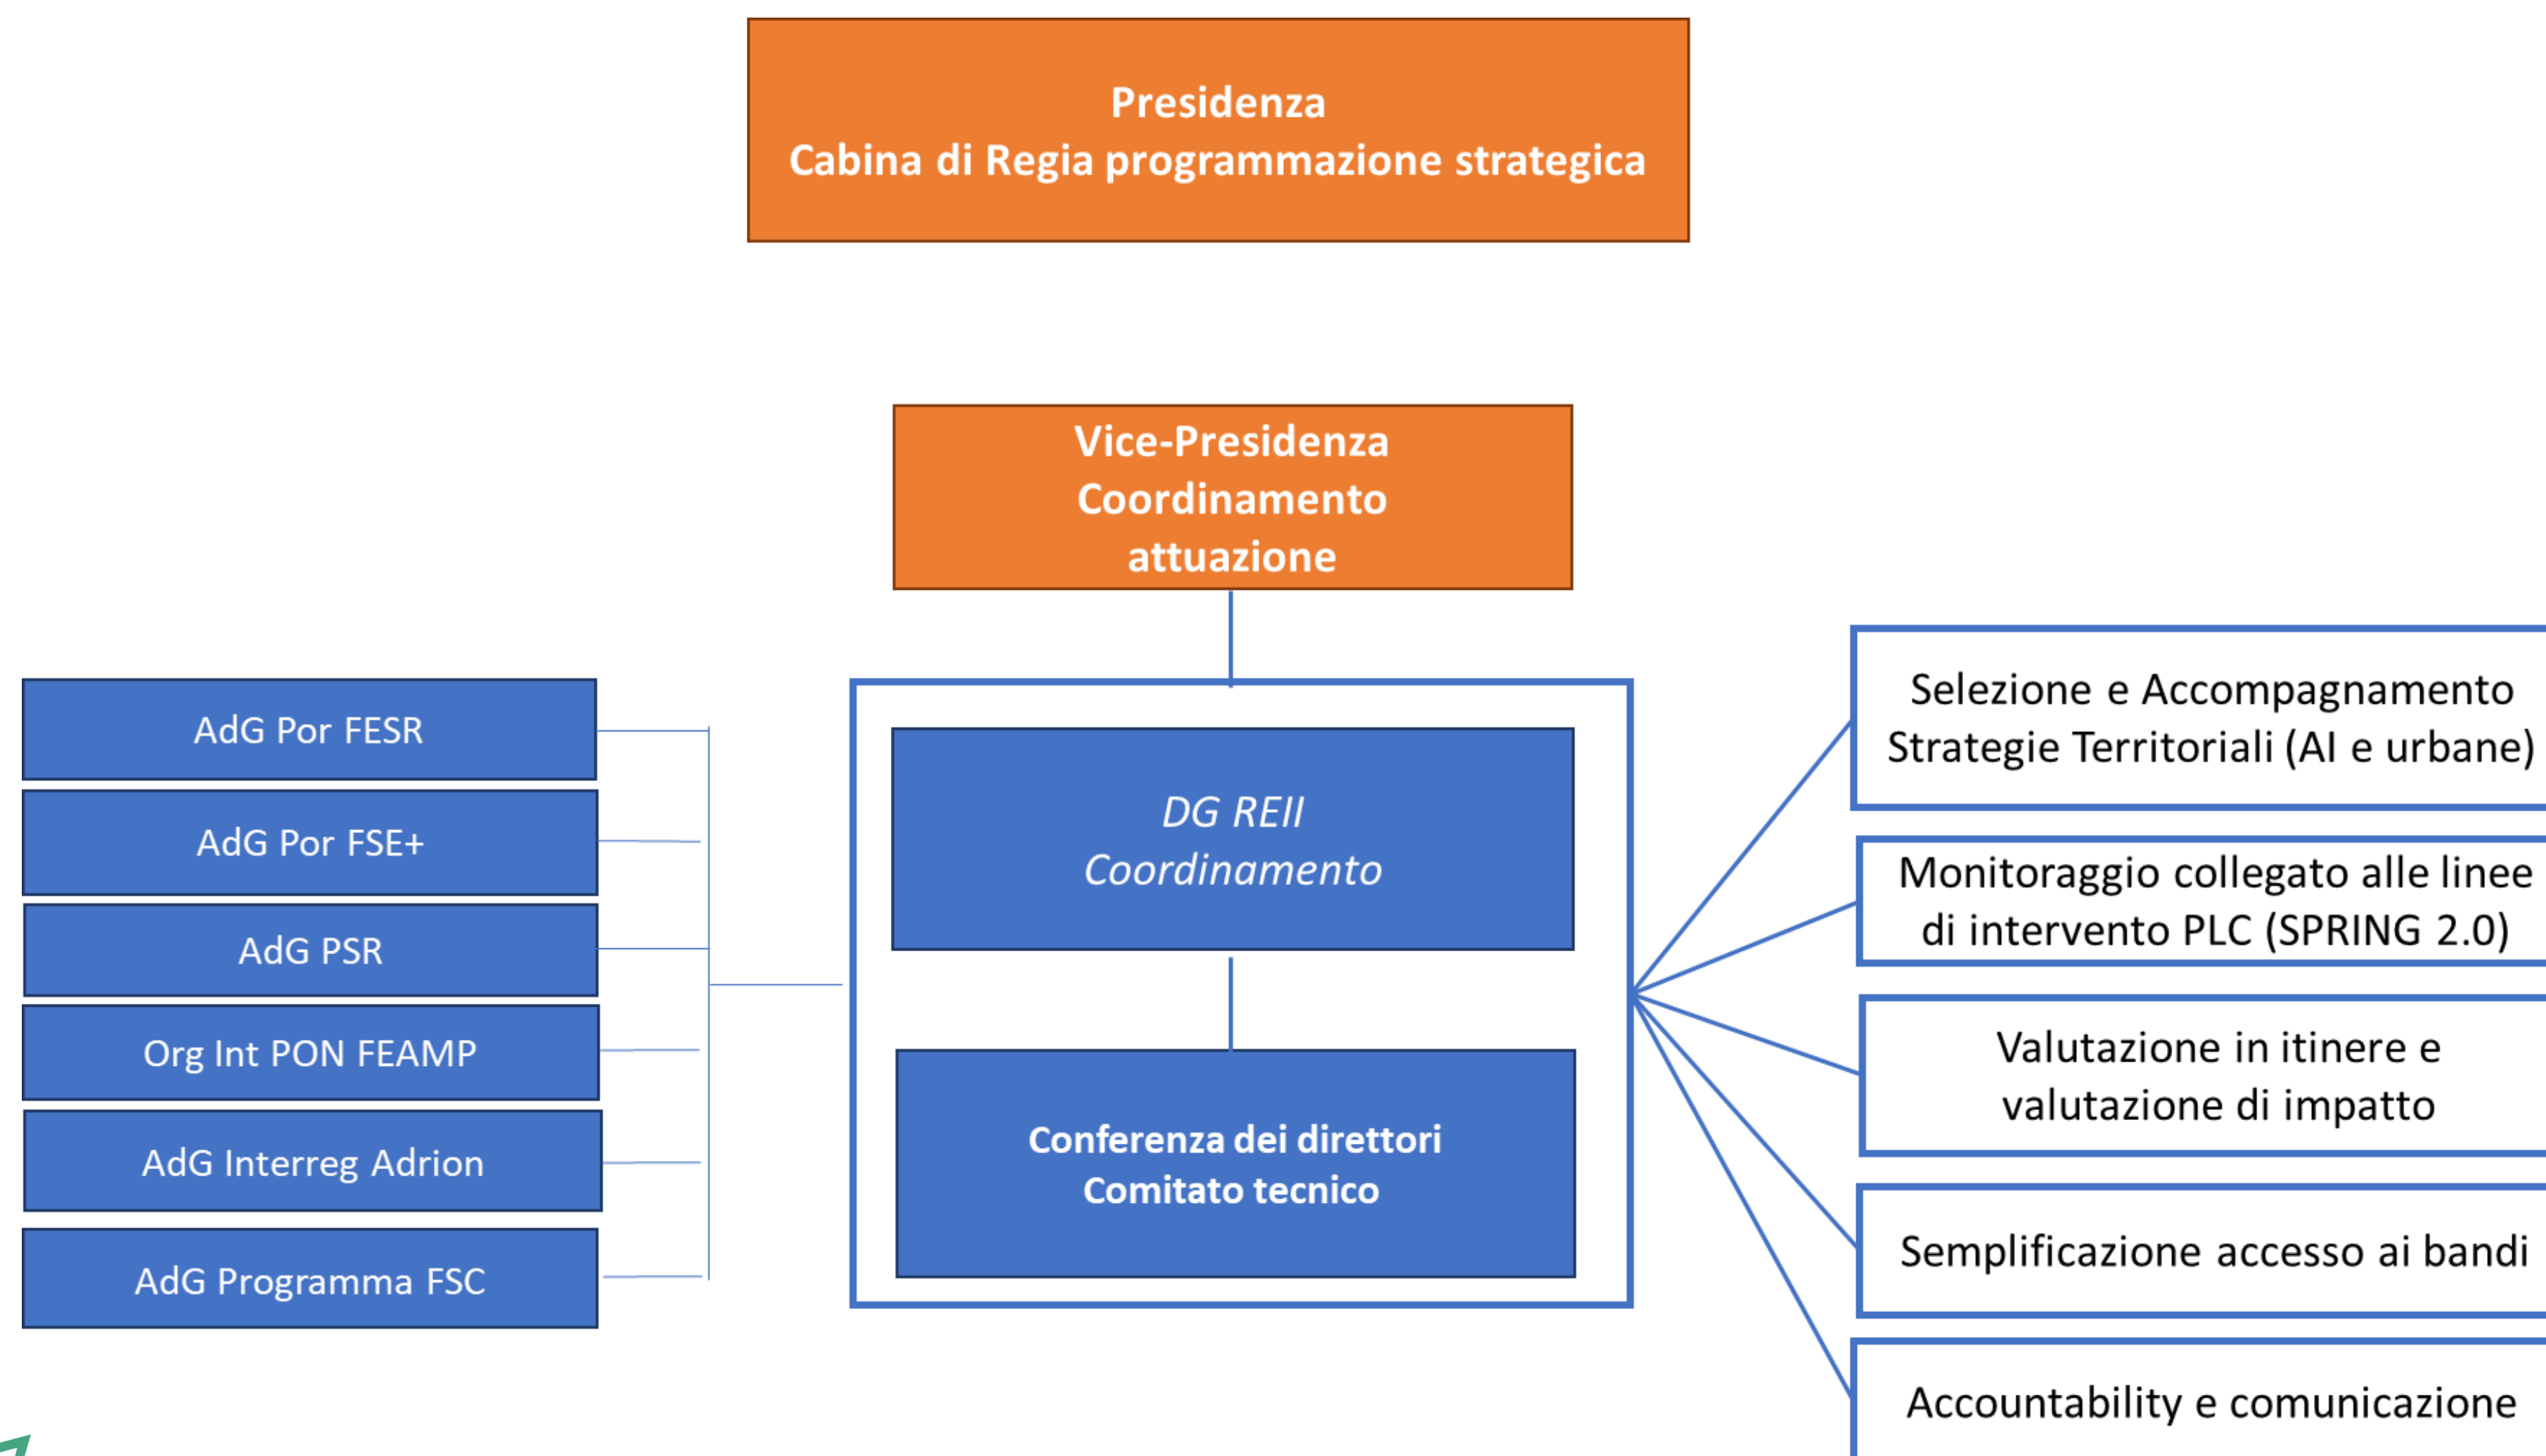 Presidenza
Cabina di Regia programmazione strategica
Vice-Presidenza
Coordinamento
attuazione
AdG Por FESR
AdG Por FSE+
AdG PSR
Org Int PON FEAMP
AdG Interreg Adrion
AdG Programma FSC
DG REII
Coordinamento
Conferenza dei direttori
Comitato tecnico
Selezione e Accompagnamento
Strategie Territoriali (AI e urbane)
Monitoraggio collegato alle linee
di intervento PLC (SPRING 2.0)
Valutazione in itinere e
valutazione di impatto
Semplificazione accesso ai bandi
Accountability e comunicazione